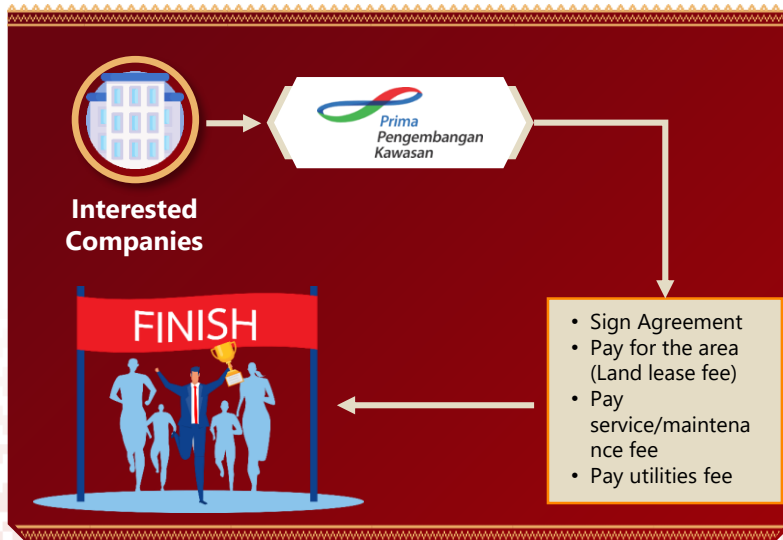 Prima
Pengembangan
Kawasan
Interested
Companies
FINISH
• Sign Agreement
• Pay for the area
(Land lease fee)
• Pay
service/maintena
nce fee
• Pay utilities fee